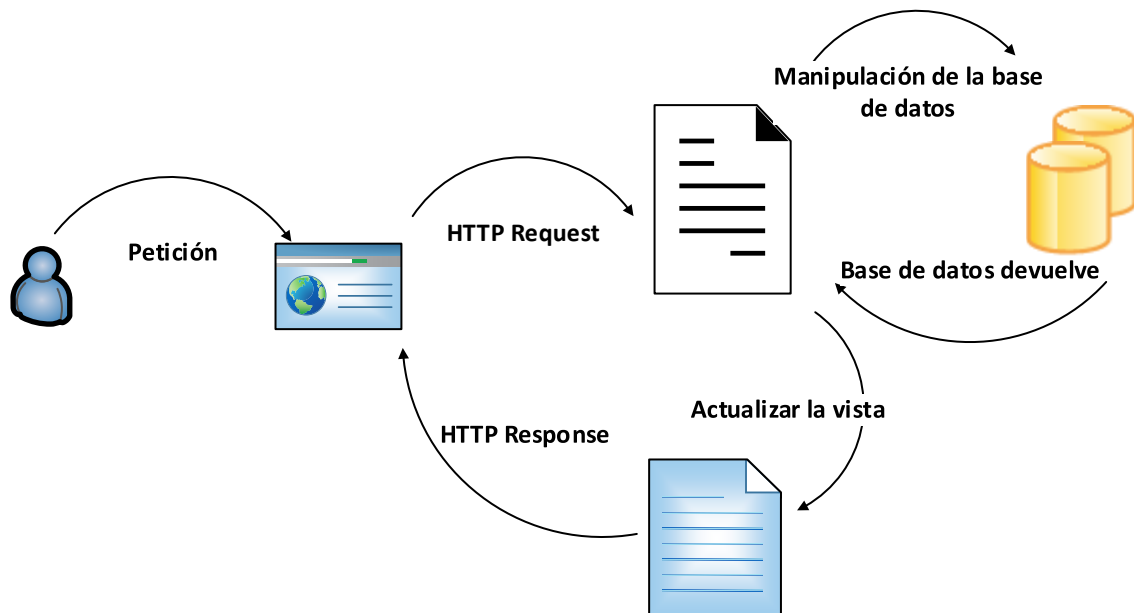 Manipulación de la base
de datos
HTTP Request
Petición
Base de datos devuelve
Actualizar la vista
HTTP Response